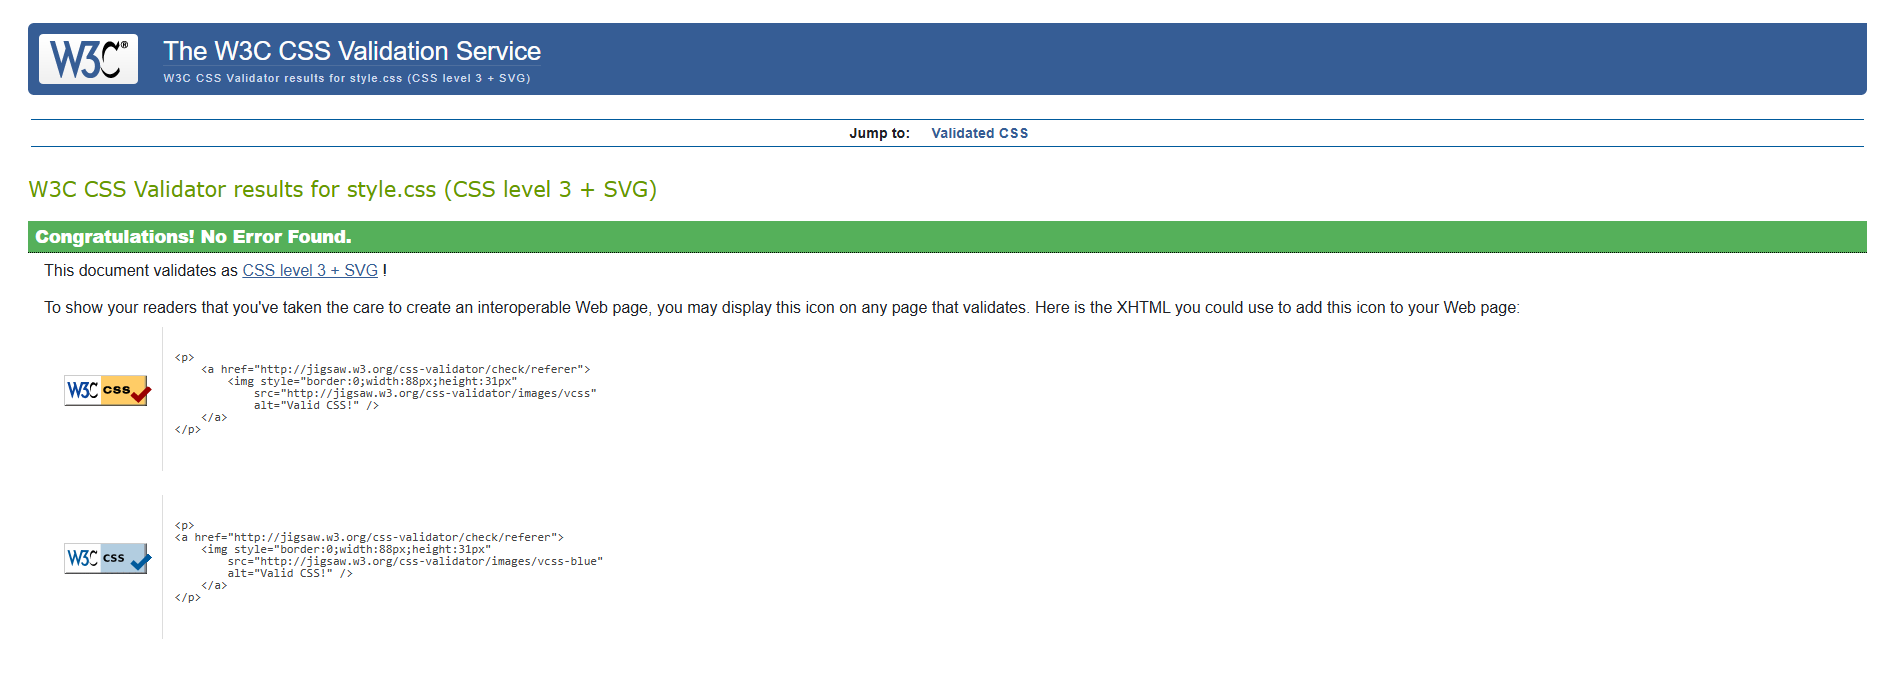 W3C®
The W3C CSS Validation Service
W3C CSS Validator results for style.css (CSS level 3 + SVG)
Jump to: Validated CSS
W3C CSS Validator results for style.css (CSS level 3 + SVG)
Congratulations! No Error Found.
This document validates as CSS level 3 + SVG !
To show your readers that you've taken the care to create an interoperable Web page, you may display this icon on any page that validates. Here is the XHTML you could use to add this icon to your Web page:
W3C css
<p>
    <a href="http://jigsaw.w3.org/css-validator/check/referer">
        <img style="border:0;width:88px;height:31px"
            src="http://jigsaw.w3.org/css-validator/images/vcss"
            alt="Valid CSS!" />
    </a>
</p>
W3C css
<p>
<a href="http://jigsaw.w3.org/css-validator/check/referer">
    <img style="border:0;width:88px;height:31px"
        src="http://jigsaw.w3.org/css-validator/images/vcss-blue"
        alt="Valid CSS!" />
    </a>
</p>